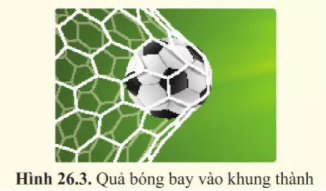 Hình 26.3. Quả bóng bay vào khung thành